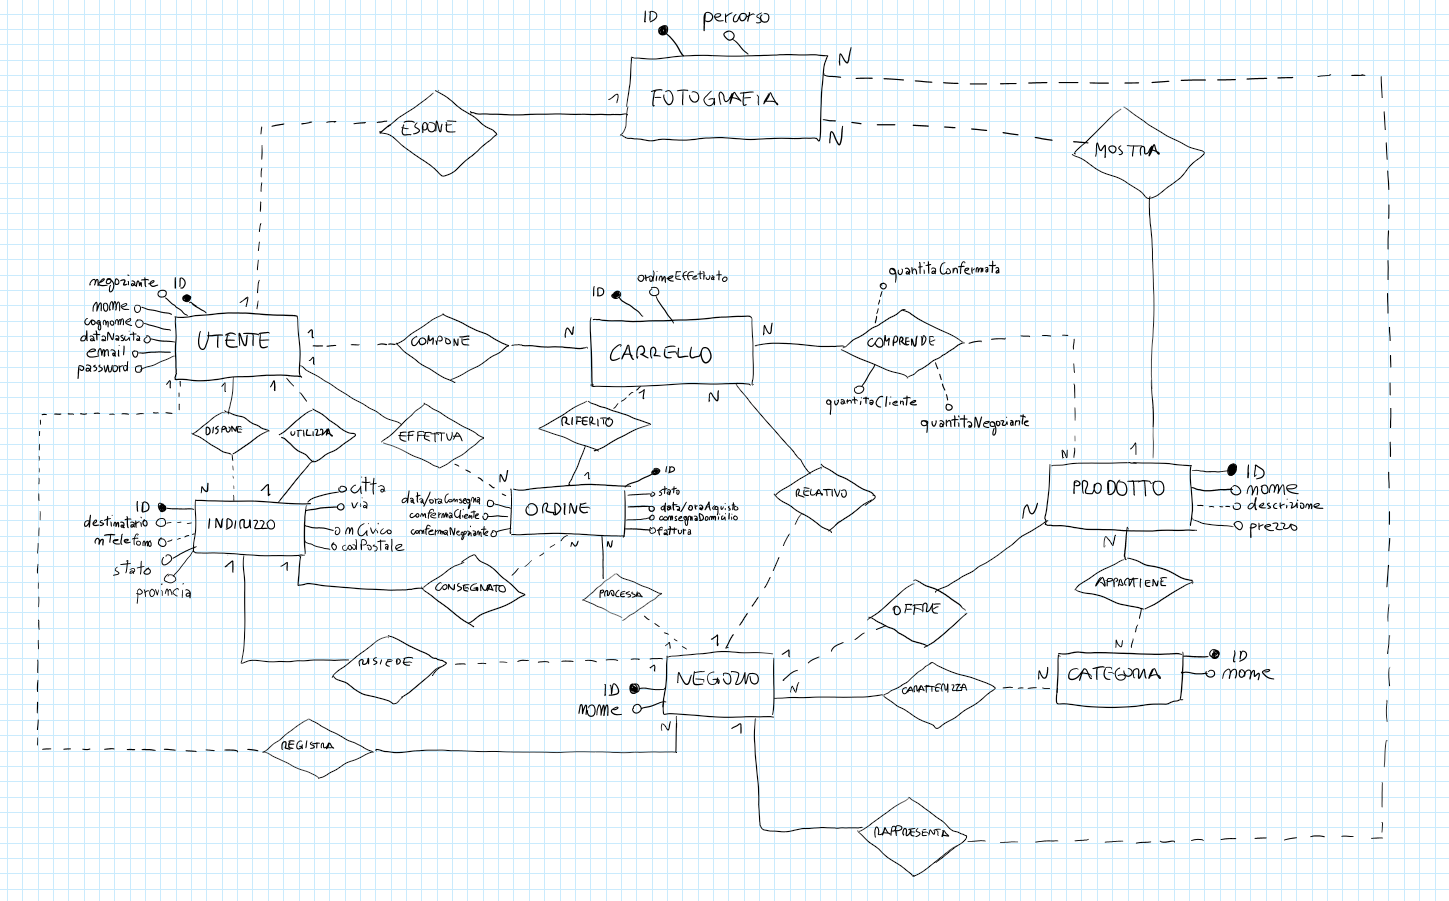 ID percorso
N
FOTOGRAFIA
1
N
ESPONE
MOSTRA
negoziante ID
nome
cognome
dataNascita
email
password
1
UTENTE
1
1
1
1
1
COMPONE
N
ordineEffettuato
ID
CARRELLO
N
1
N
quantitaConfermata
COMPRENDE
quantitaCliente
quantitaNegoziante
DISPONE
UTILIZZA
EFFETTUA
RIFERITO
RELATIVO
N
1
PRODOTTO
ID
nome
descrizione
prezzo
N
N
N
1
ID
destinatario
nTelefono
stato
provincia
INDIRIZZO
citta
via
nCivico
codPostale
1
1
N
1
ID
data/oraConsegna
confermaCliente
confermaNegoziante
ORDINE
stato
data/oraAcquisto
consegnaDomicilio
fattura
N
N
CONSEGNATO
PROCESSA
OFFRE
APPARTIENE
N
RISIEDE
1
1
1
1
NEGOZIO
ID
nome
N
N
1
CARATTERIZZA
N
CATEGORIA
ID
nome
REGISTRA
RAPPRESENTA